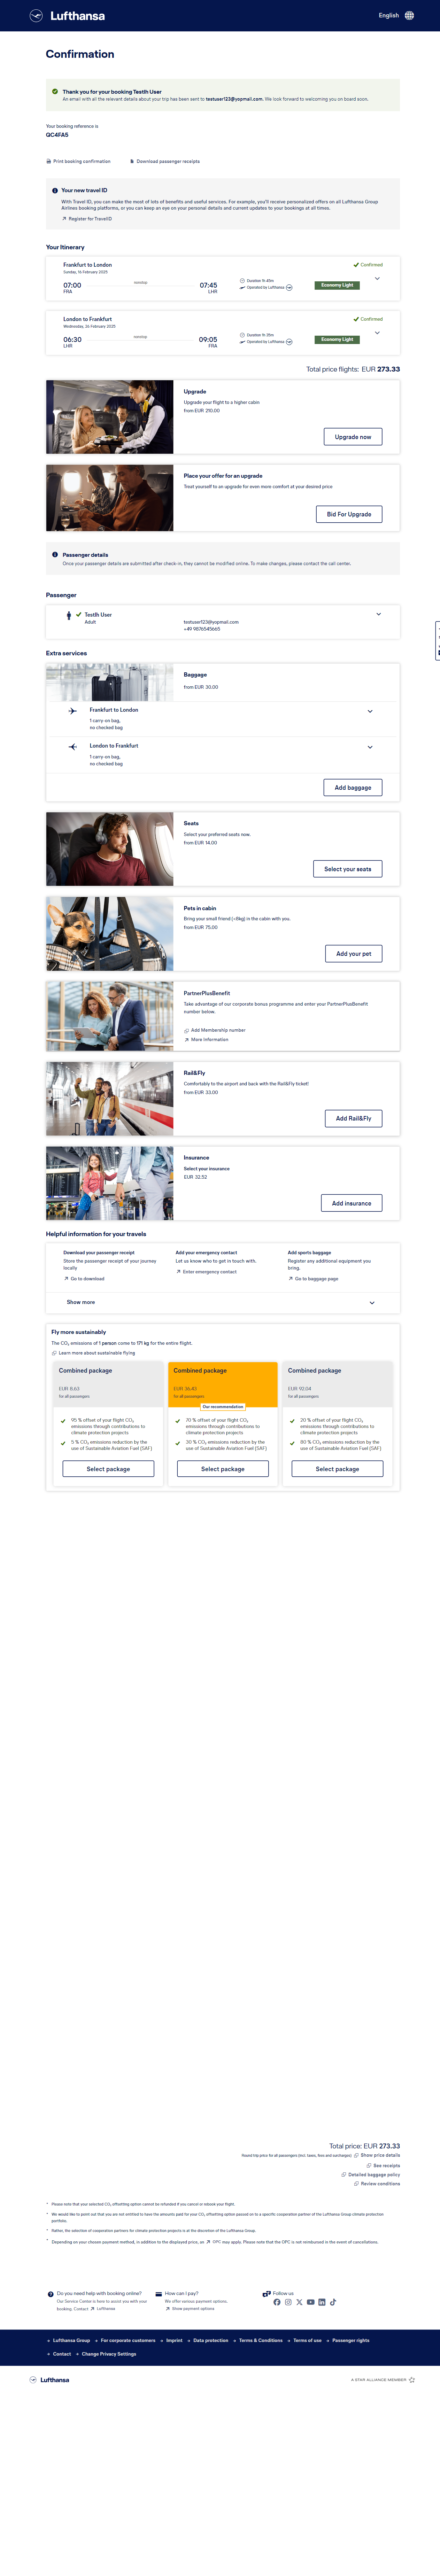 Lufthansa
English
Confirmation
Thank you for your booking Testlh User
An email with all the relevent details about your trip has been sent to testuser123@yopmail.com. We look forward to welcoming you on board soon.
Your booking reference is
QC4FA5
Print booking confirmation
Download passenger receipts
Your new travel ID
With Travel ID, you can make the most of lots of benefits and useful services. For example, you'll receive personalized offers on all Lufthansa Group
Airlines booking platforms, or you can keep an eye on your personal details and current updates to your bookings at all times.
Register for TravelID
Your Itinerary
Frankfurt to London
Confirmed
Sunday, 16 February 2025
07:00
nonstop
07:45
FRA
LHR
Duration 1h 45m
Operated by Lufthansa
Economy Light
London to Frankfurt
Confirmed
Wednesday, 26 February 2025
06:30
nonstop
09:05
LHR
FRA
Duration 1h 35m
Operated by Lufthansa
Economy Light
Total price flights: EUR 273.33
Upgrade
Upgrade your flight to a higher cabin
from EUR 210.00
Upgrade now
Place your offer for an upgrade
Treat yourself to an upgrade for even more comfort at your desired price
Bid For Upgrade
Passenger details
Once your passenger details are submitted after check-in, they cannot be modified online. To make changes, please contact the call center.
Passenger
Testlh User
Adult
testuser123@yopmail.com
+49 9876545665
Extra services
Baggage
from EUR 30.00
Frankfurt to London
1 carry-on bag,
no checked bag
London to Frankfurt
1 carry-on bag,
no checked bag
Add baggage
Seats
Select your preferred seats now.
from EUR 14.00
Select your seats
Pets in cabin
Bring your small friend (<8kg) in the cabin with you.
from EUR 75.00
Add your pet
PartnerPlusBenefit
Take advantage of our corporate bonus programme and enter your PartnerPlusBenefit
number below.
Add Membership number
More information
Rail&Fly
Comfortably to the airport and back with the Rail&Fly ticket!
from EUR 33.00
Add Rail&Fly
Insurance
Select your insurance
EUR 32.52
Add insurance
Helpful information for your travels
Download your passenger receipt
Store the passenger receipt of your journey
locally
Go to download
Add your emergency contact
Let us know who to get in touch with.
Enter emergency contact
Add sports baggage
Register any additional equipment you
bring.
Go to baggage page
Show more
Fly more sustainably
The CO₂ emissions of 1 person come to 171 kg for the entire flight.
Learn more about sustainable flying
Combined package
EUR 8.63
for all passengers
95 % offset of your flight CO₂
emissions through contributions to
climate protection projects
5 % CO₂ emissions reduction by the
use of Sustainable Aviation Fuel (SAF)
Select package
Combined package
EUR 36.83
for all passengers
Our recommendation
70 % offset of your flight CO₂
emissions through contributions to
climate protection projects
30 % CO₂ emissions reduction by the
use of Sustainable Aviation Fuel (SAF)
Select package
Combined package
EUR 92.04
for all passengers
20 % offset of your flight CO₂
emissions through contributions to
climate protection projects
80 % CO₂ emissions reduction by the
use of Sustainable Aviation Fuel (SAF)
Select package
Total price: EUR 273.33
Round trip price for all passengers (incl. taxes, fees and surcharges)
Show price details
See receipts
Detailed baggage policy
Review conditions
* Please note that your selected CO₂ offsetting option cannot be refunded if you cancel or rebook your flight.
* We would like to point out that you are not entitled to have the amounts paid for your CO₂ offsetting option passed on to a specific cooperation partner of the Lufthansa Group climate protection
portfolio.
* Rather, the selection of cooperation partners for climate protection projects is at the discretion of the Lufthansa Group.
* Depending on your chosen payment method, in addition to the displayed price, an OPC may apply. Please note that the OPC is not reimbursed in the event of cancellations.
Do you need help with booking online?
Our Service Center is here to assist you with your
booking. Contact Lufthansa
How can I pay?
We offer various payment options:
Show payment options
Follow us
Lufthansa Group
For corporate customers
Imprint
Data protection
Terms & Conditions
Terms of use
Passenger rights
Contact
Change Privacy Settings
Lufthansa
A STAR ALLIANCE MEMBER